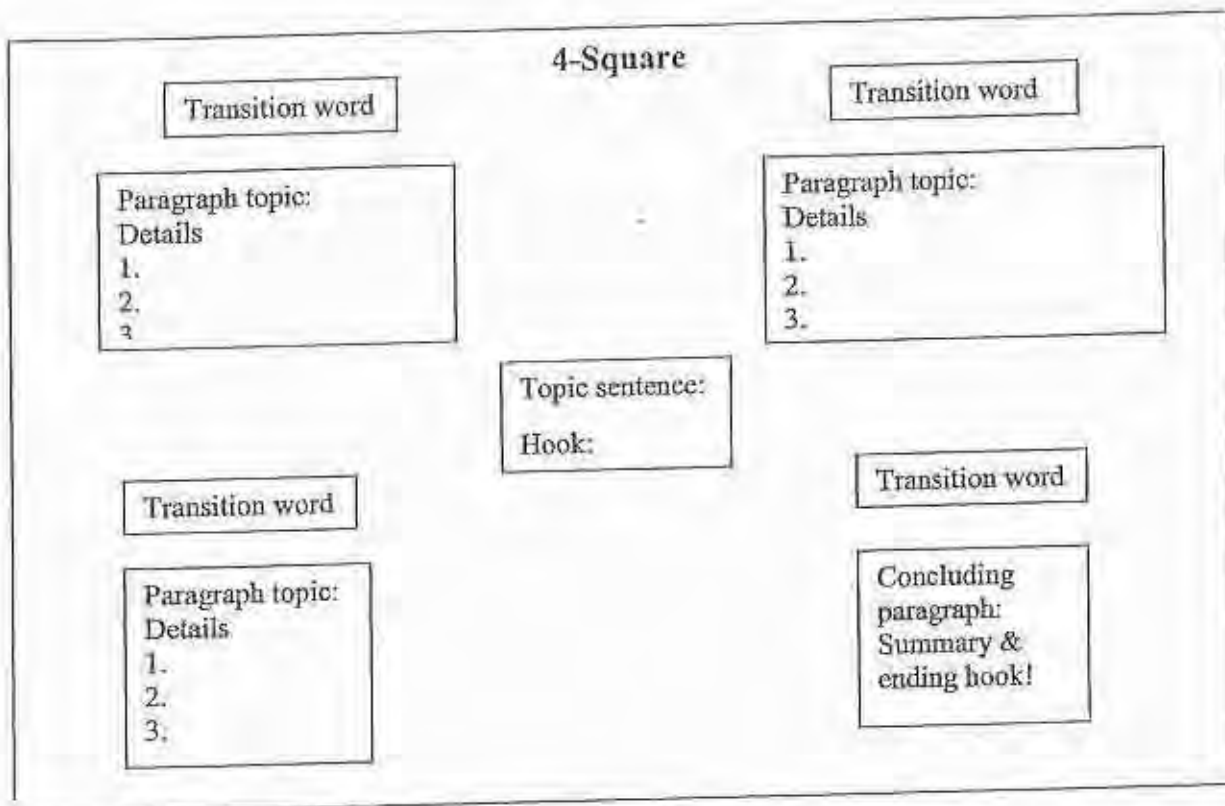 4-Square
Transition word
Paragraph topic:
Details
1.
2.
3.
Transition word
Paragraph topic:
Details
1.
2.
3.
Topic sentence:
Hook:
Transition word
Paragraph topic:
Details
1.
2.
3.
Transition word
Concluding
paragraph:
Summary &
ending hook!